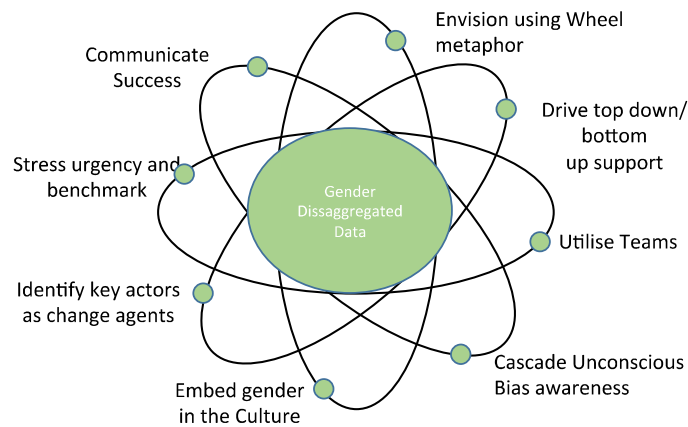 Envision using Wheel
metaphor
Communicate
Success
Drive top down/
bottom
up support
Stress urgency and
benchmark
Gender
Dissaggregated
Data
Utilise Teams
Identify key actors
as change agents
Cascade Unconscious
Bias awareness
Embed gender
in the Culture